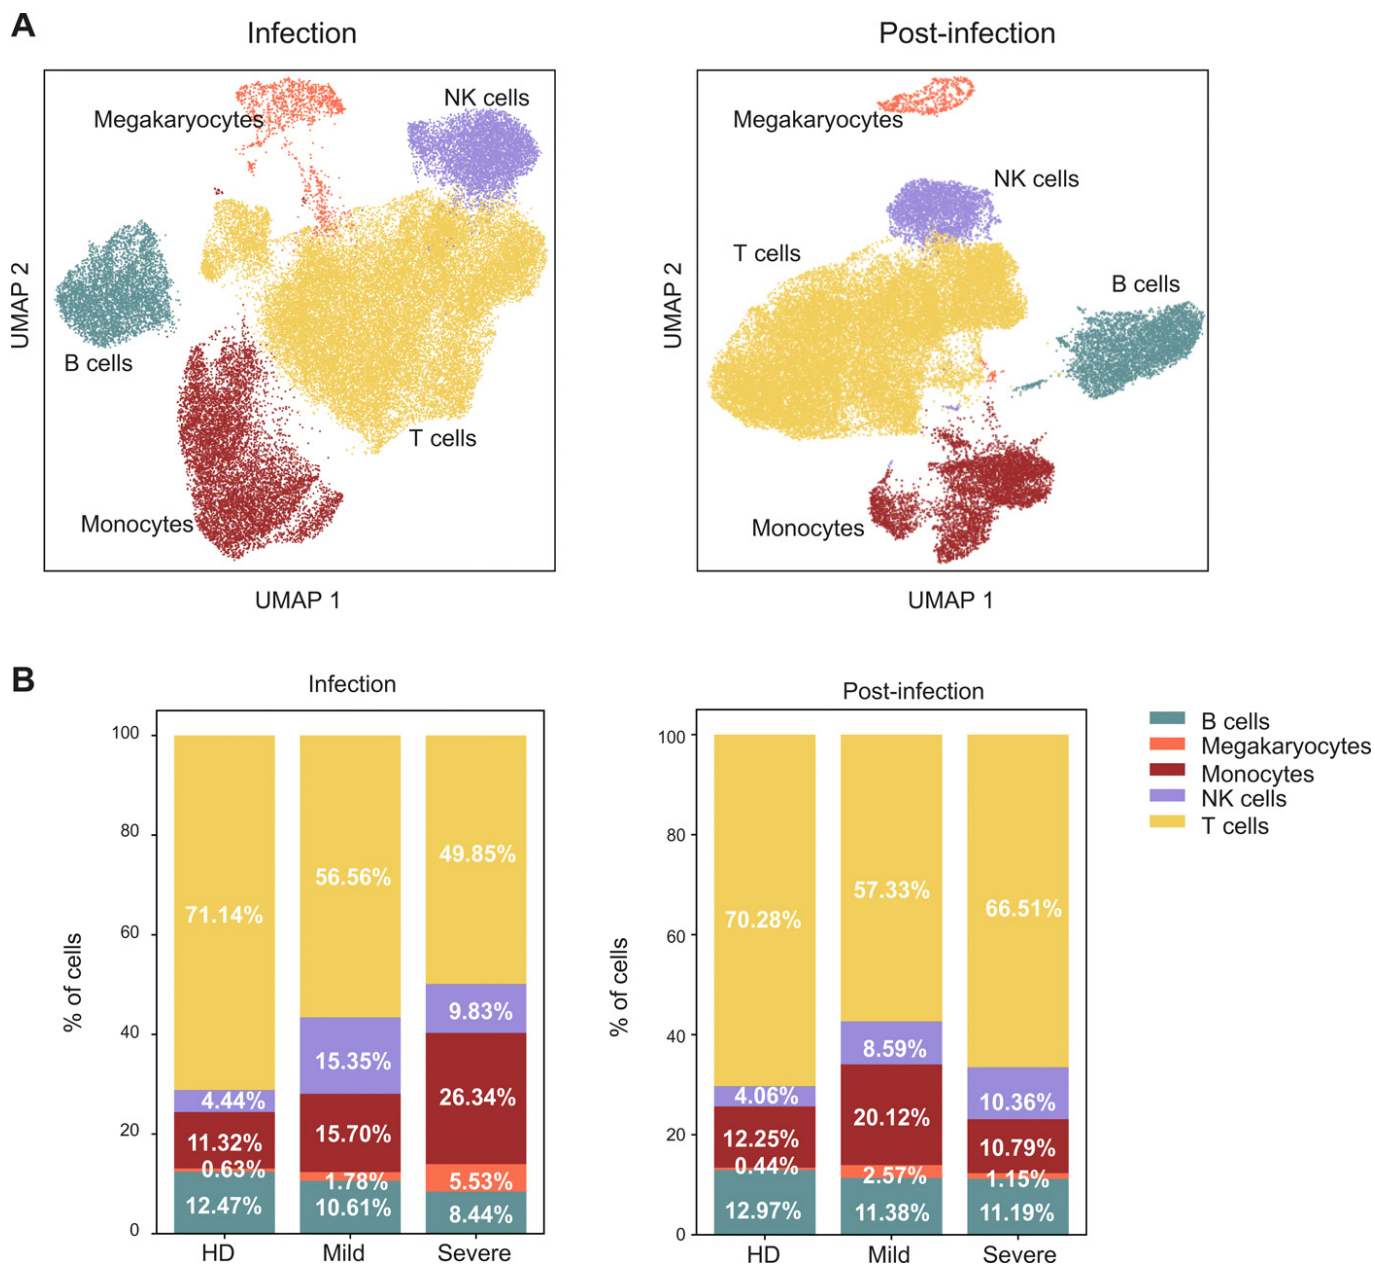 A
Infection
Post-infection
Megakaryocytes
NK cells
B cells
T cells
Monocytes
UMAP 2
UMAP 1
Megakaryocytes
NK cells
T cells
B cells
Monocytes
UMAP 2
UMAP 1
B
Infection
% of cells
100
80
60
40
20
0
71.14%
4.44%
11.32%
0.63%
12.47%
56.56%
15.35%
15.70%
1.78%
10.61%
49.85%
9.83%
26.34%
5.53%
8.44%
HD Mild Severe
Post-infection
% of cells
100
80
60
40
20
0
70.28%
4.06%
12.25%
0.44%
12.97%
57.33%
8.59%
20.12%
2.57%
11.38%
66.51%
10.36%
10.79%
1.15%
11.19%
HD Mild Severe
B cells
Megakaryocytes
Monocytes
NK cells
T cells